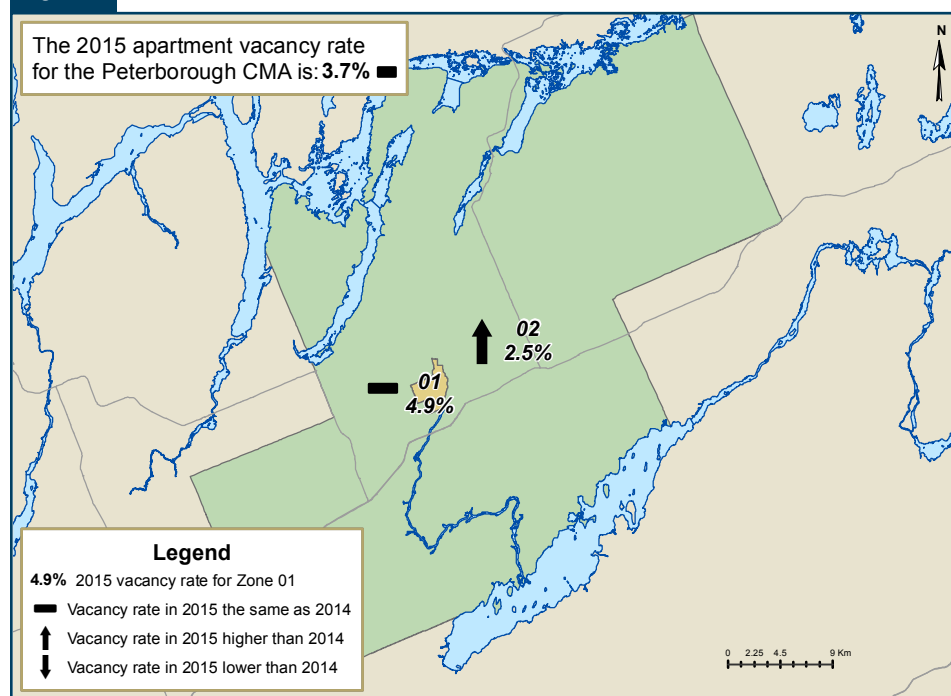 The 2015 apartment vacancy rate
for the Peterborough CMA is: 3.7%
N
02
2.5%
01
4.9%
Legend
4.9% 2015 vacancy rate for Zone 01
Vacancy rate in 2015 the same as 2014
Vacancy rate in 2015 higher than 2014
Vacancy rate in 2015 lower than 2014
0 2.25 4.5 9 Km